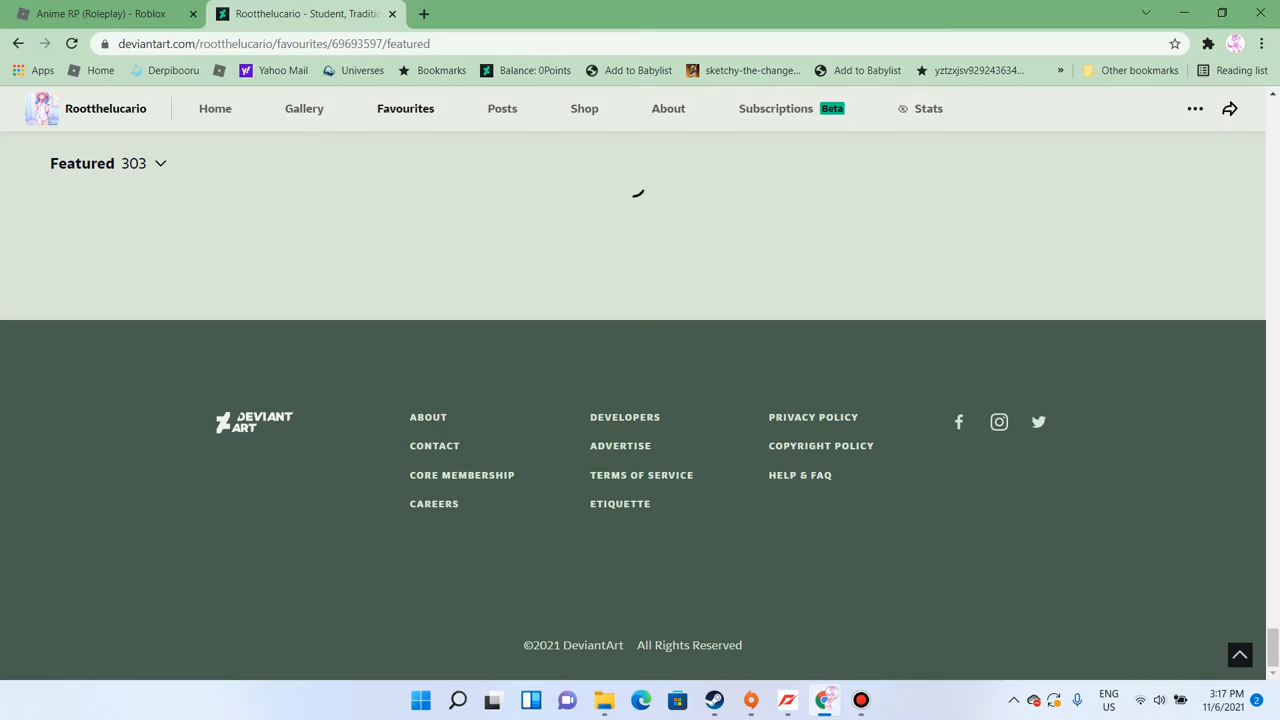 Anime RP (Roleplay) - Roblox
Rootthelucario - Student, Traditio
deviantart.com/rootthelucario/favourites/69693597/featured
Apps Home Derpibooru Yahoo Mail Universes Bookmarks Balance: 0Points Add to Babylist sketchy-the-change... Add to Babylist yztzxjsv929243634... » Other bookmarks Reading list
Rootthelucario Home Gallery Favourites Posts Shop About Subscriptions Beta Stats
Featured 303
DEVIANT ABOUT DEVELOPERS PRIVACY POLICY
ART
CONTACT ADVERTISE COPYRIGHT POLICY
CORE MEMBERSHIP TERMS OF SERVICE HELP & FAQ
CAREERS ETIQUETTE
©2021 DeviantArt All Rights Reserved
ENG 3:17 PM
US 11/6/2021 2